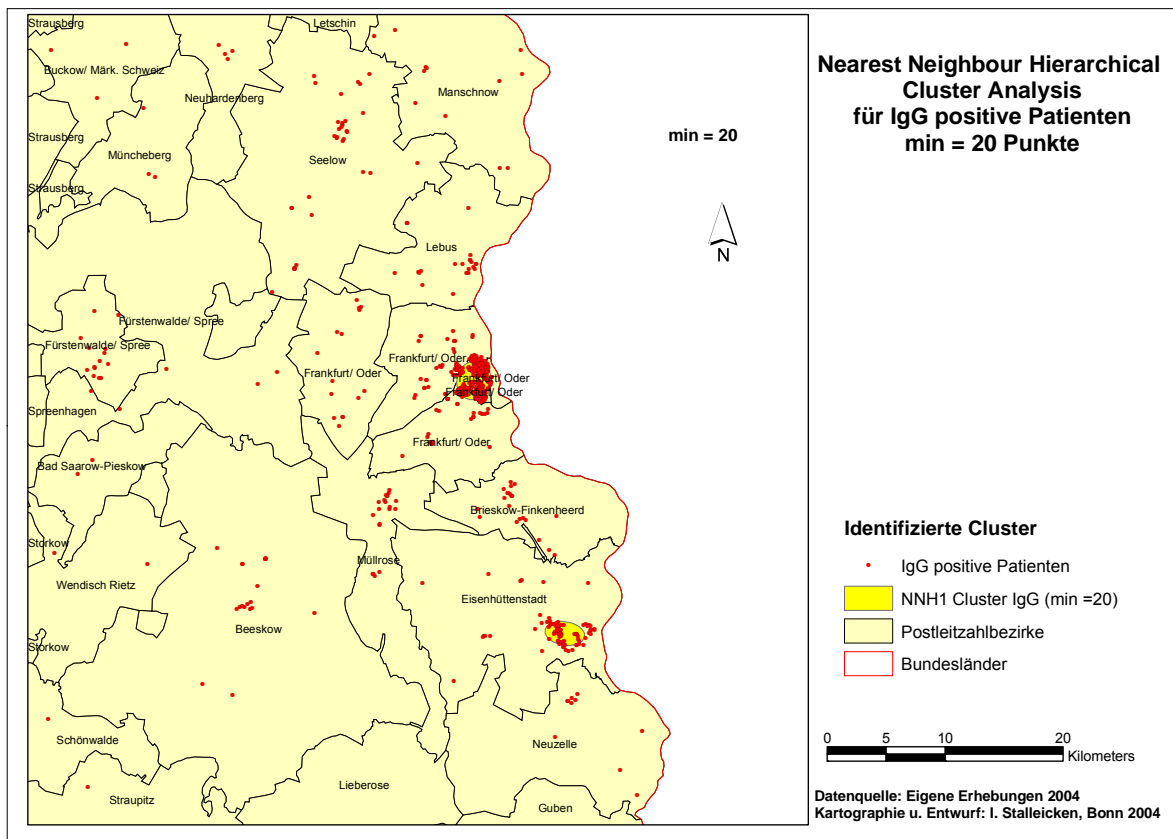 Strausberg
Letschin
Buckow/ Märk. Schweiz
Neuhardenberg
Manschnow
Strausberg
Müncheberg
Seelow
Strausberg
Lebus
Fürstenwalde/ Spree
Fürstenwalde/ Spree
Frankfurt/ Oder
Frankfurt/ Oder
Frankfurt/ Oder
Frankfurt/ Oder
Spreenhagen
Frankfurt/ Oder
Bad Saarow-Pieskow
Brieskow-Finkenheerd
Storkow
Müllrose
Wendisch Rietz
Eisenhüttenstadt
Beeskow
Storkow
Schönwalde
Neuzelle
Lieberose
Straupitz
Guben
min = 20
N
Nearest Neighbour Hierarchical
Cluster Analysis
für IgG positive Patienten
min = 20 Punkte
Identifizierte Cluster
IgG positive Patienten
NNH1 Cluster IgG (min =20)
Postleitzahlbezirke
Bundesländer
0 5 10 20
Kilometers
Datenquelle: Eigene Erhebungen 2004
Kartographie u. Entwurf: I. Stalleicken, Bonn 2004